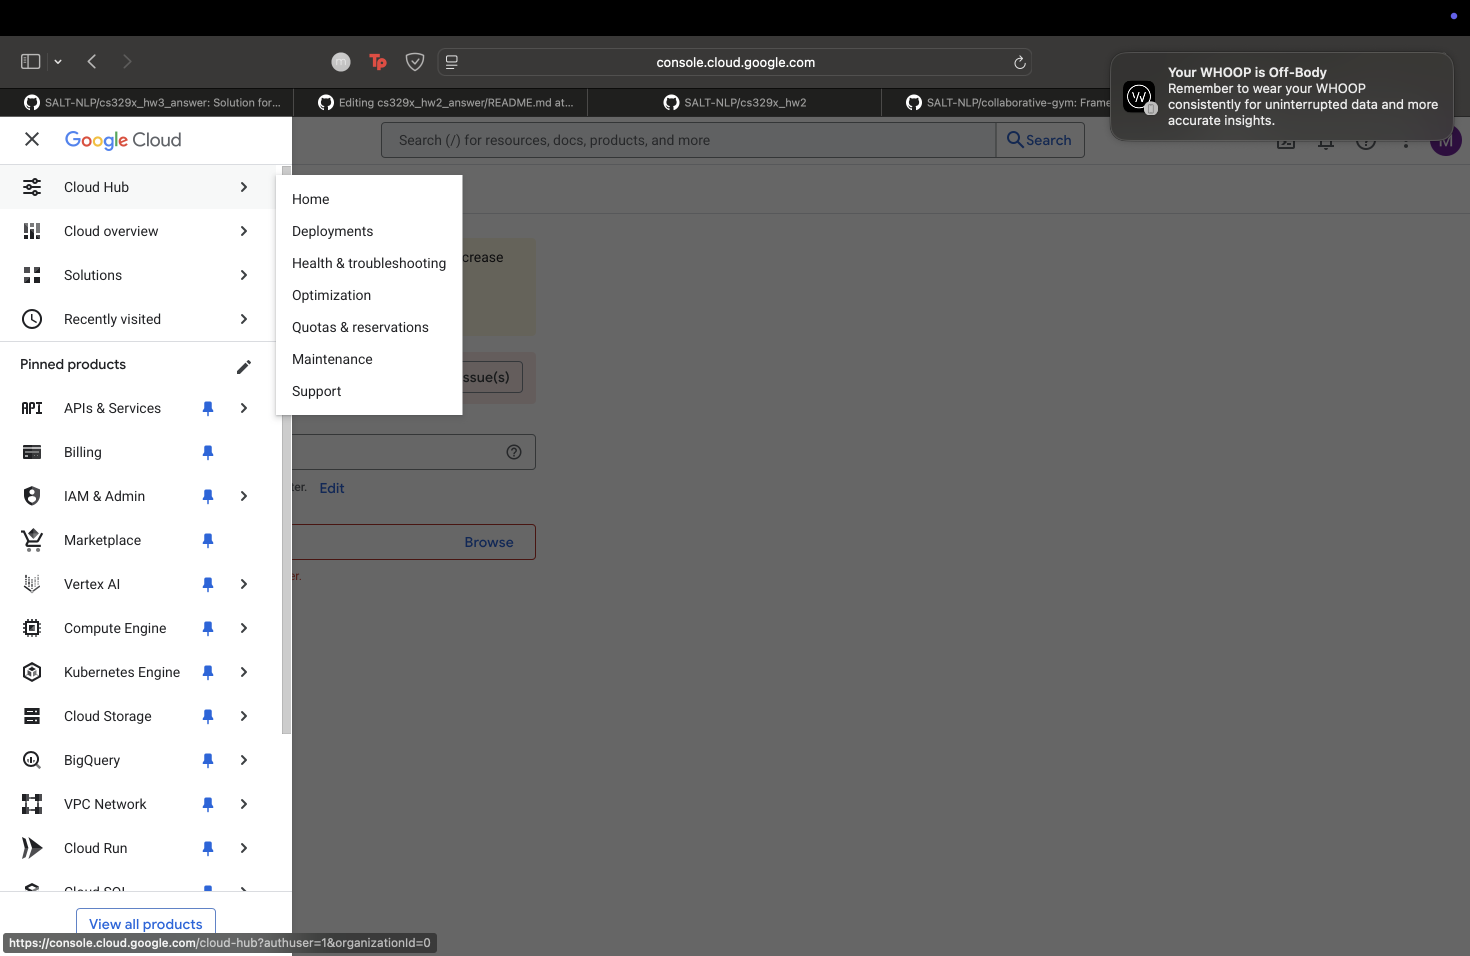 console.cloud.google.com
Your WHOOP is Off-Body
Remember to wear your WHOOP
consistently for uninterrupted data and more
accurate insights.
SALT-NLP/cs329x_hw3_answer: Solution for...
Editing cs329x_hw2_answer/README.md at...
SALT-NLP/cs329x_hw2
SALT-NLP/collaborative-gym: Frame
Google Cloud
Search (/) for resources, docs, products, and more
Search
M
Cloud Hub
Cloud overview
Solutions
Recently visited
Home
Deployments
Health & troubleshooting
Optimization
Quotas & reservations
Maintenance
Support
crease
ssue(s)
Pinned products
API APIs & Services
Billing
IAM & Admin
Marketplace
Vertex AI
Compute Engine
Kubernetes Engine
Cloud Storage
BigQuery
VPC Network
Cloud Run
Cloud SQL
ter. Edit
Browse
er.
View all products
https://console.cloud.google.com/cloud-hub?authuser=1&organizationId=0